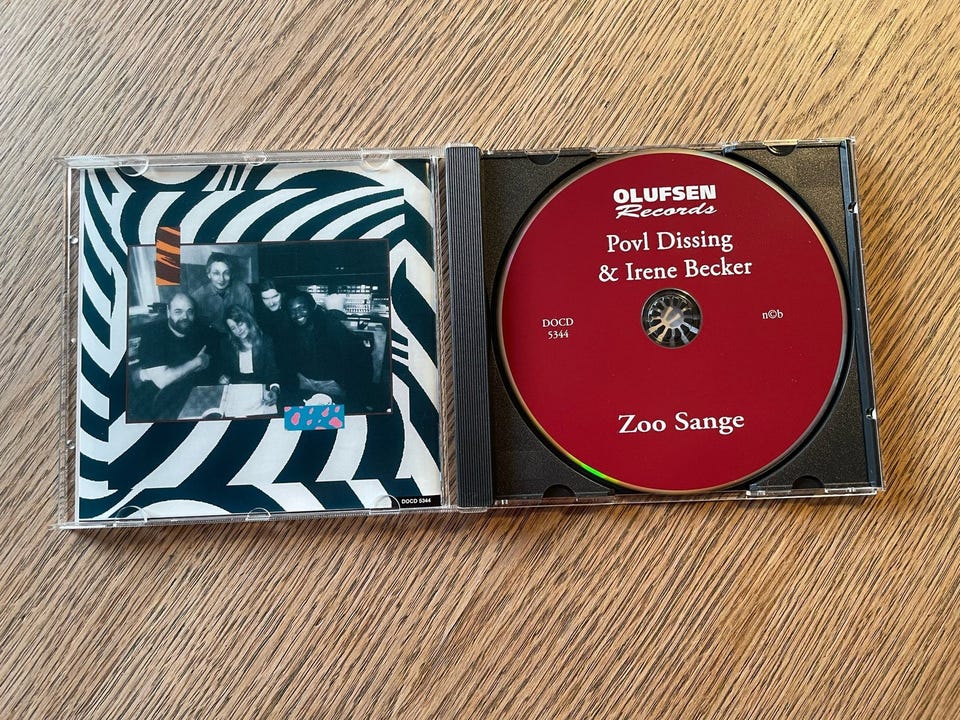 DOCD 5344
OLUFSEN
Records
Povl Dissing
& Irene Becker
DOCD
5344
n©b
Zoo Sange